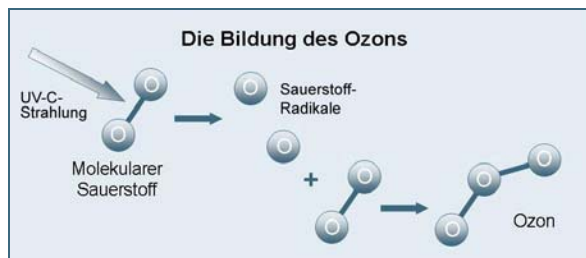 Die Bildung des Ozons
UV-C-
Strahlung
O
O
Molekularer
Sauerstoff
O
Sauerstoff-
Radikale
O
+
O
O
O
O
O
Ozon